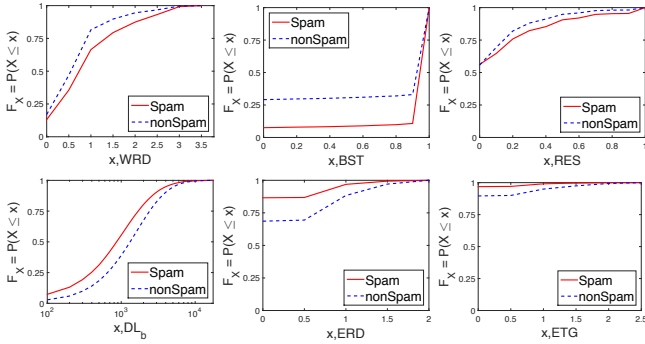 F_X = P(X ≤ x)
1
0.75
0.5
0.25
0
Spam
nonSpam
0 0.5 1 1.5 2 2.5 3 3.5
x,WRD
F_X = P(X ≤ x)
1
0.75
0.5
0.25
0
Spam
nonSpam
0 0.2 0.4 0.6 0.8 1
x,BST
F_X = P(X ≤ x)
1
0.75
0.5
0.25
0
Spam
nonSpam
0 0.2 0.4 0.6 0.8 1
x,RES
F_X = P(X ≤ x)
1
0.75
0.5
0.25
0
Spam
nonSpam
10^2 10^3 10^4
x,DL_b
F_X = P(X ≤ x)
1
0.75
0.5
0.25
0
Spam
nonSpam
0 0.5 1 1.5 2
x,ERD
F_X = P(X ≤ x)
1
0.75
0.5
0.25
0
Spam
nonSpam
0 0.5 1 1.5 2 2.5
x,ETG